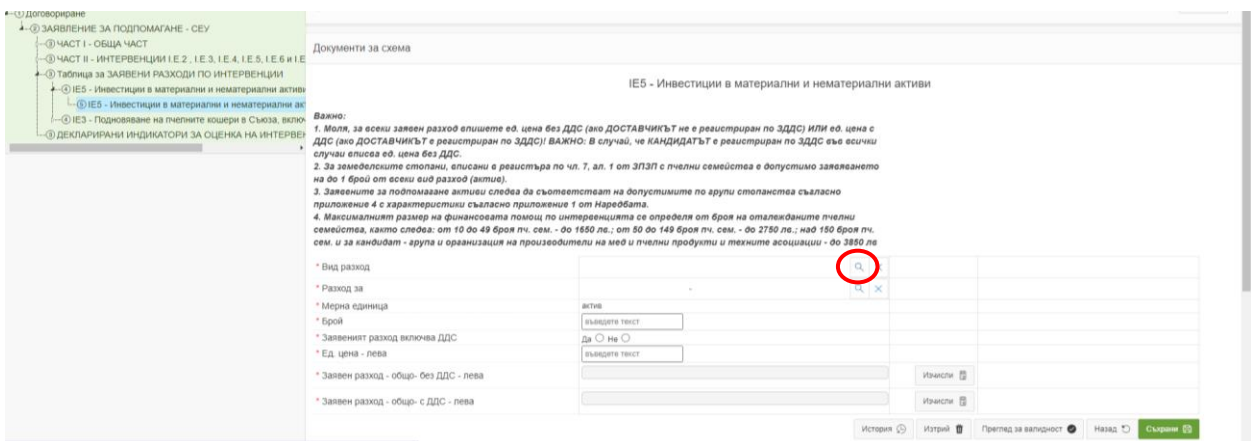 ① Договориране
② ЗАЯВЛЕНИЕ ЗА ПОДПОМАГАНЕ - СЕУ
③ ЧАСТ I - ОБЩА ЧАСТ
③ ЧАСТ II - ИНТЕРВЕНЦИИ I.E.2 , I.E.3, I.E.4, I.E.5, I.E.6 и I.E
③ Таблица за ЗАЯВЕНИ РАЗХОДИ ПО ИНТЕРВЕНЦИИ
④ IE5 - Инвестиции в материални и нематериални активи
⑤ IE5 - Инвестиции в материални и нематериални ак
④ IE3 - Подновяване на пчелните кошери в Съюза, включ
③ ДЕКЛАРИРАНИ ИНДИКАТОРИ ЗА ОЦЕНКА НА ИНТЕРВЕН
Документи за схема
IE5 - Инвестиции в материални и нематериални активи
Важно:
1. Моля, за всеки заявен разход впишете ед. цена без ДДС (ако ДОСТАВЧИКЪТ не е регистриран по ЗДДС) ИЛИ ед. цена с
ДДС (ако ДОСТАВЧИКЪТ е регистриран по ЗДДС)! ВАЖНО: В случай, че КАНДИДАТЪТ е регистриран по ЗДДС във всички
случаи вписва ед. цена без ДДС.
2. За земеделските стопани, вписани в регистъра по чл. 7, ал. 1 от ЗПЗП с пчелни семейства е допустимо заявяването
на до 1 брой от всеки вид разход (актив).
3. Заявените за подпомагане активи следва да съответстват на допустимите по групи стопанства съгласно
приложение 4 с характеристики съгласно приложение 1 от Наредбата.
4. Максималният размер на финансовата помощ по интервенцията се определя от броя на отглежданите пчелни
семейства, както следва: от 10 до 49 броя пч. сем. - до 1650 лв.; от 50 до 149 броя пч. сем. - до 2750 лв.; над 150 броя пч.
сем. и за кандидат - група и организация на производители на мед и пчелни продукти и техните асоциации - до 3850 лв
* Вид разход
* Разход за -
* Мерна единица актив
* Брой въведете текст
* Заявеният разход включва ДДС Да Не
* Ед. цена - лева въведете текст
* Заявен разход - общо- без ДДС - лева Изчисли
* Заявен разход - общо- с ДДС - лева Изчисли
История Изтрий Преглед за валидност Назад Съхрани